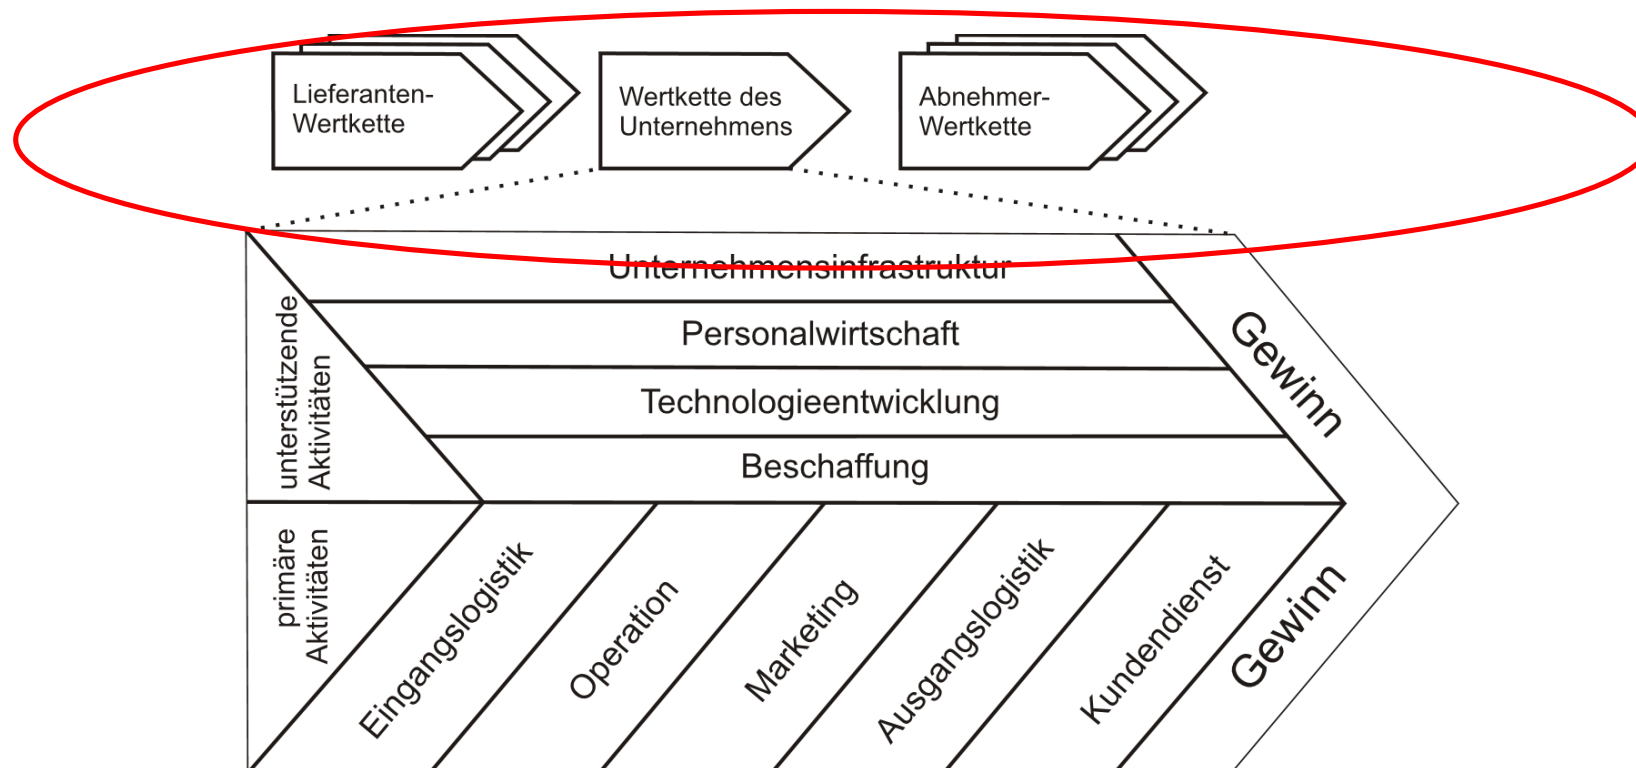 Lieferanten-
Wertkette
Wertkette des
Unternehmens
Abnehmer-
Wertkette
Unternehmensinfrastruktur
Personalwirtschaft
Technologieentwicklung
Beschaffung
unterstützende
Aktivitäten
Gewinn
primäre
Aktivitäten
Eingangslogistik
Operation
Marketing
Ausgangslogistik
Kundendienst
Gewinn